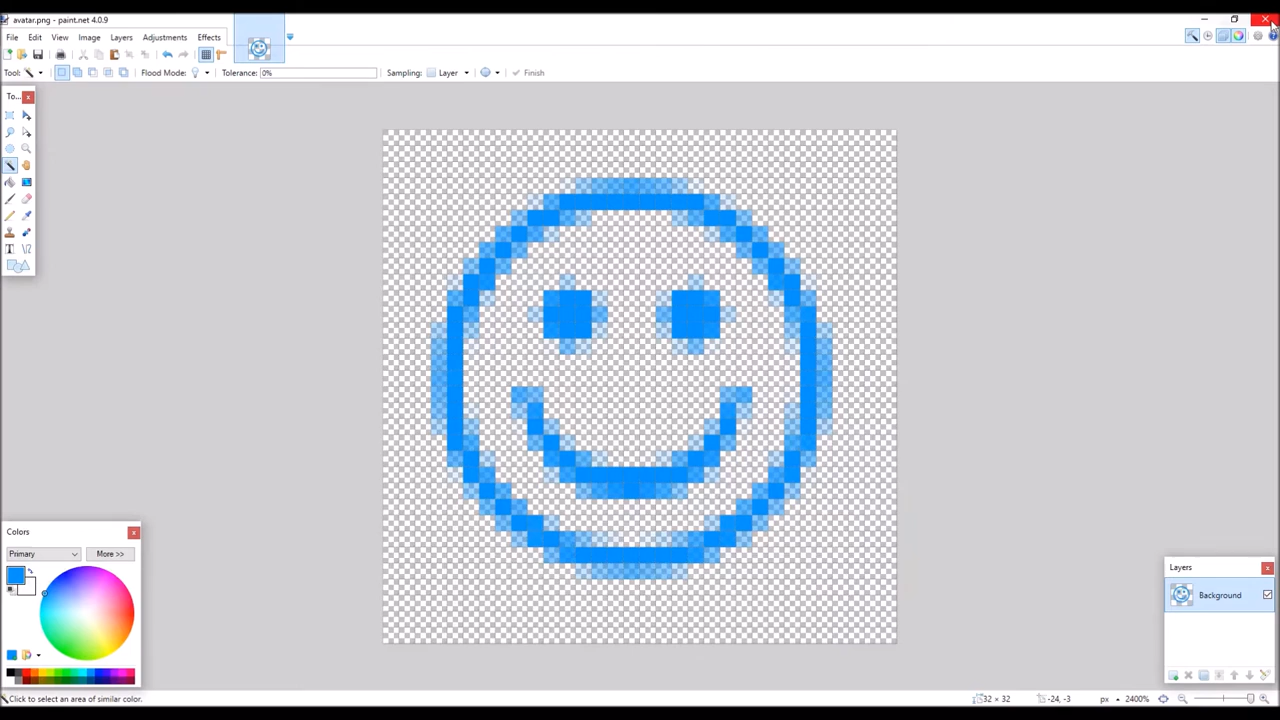 avatar.png - paint.net 4.0.9
File Edit View Image Layers Adjustments Effects
Tool: Flood Mode: Tolerance: 0% Sampling: Layer Finish
To...
Colors
Primary More >>
Layers
Background
Click to select an area of similar color. 32 × 32 -24, -3 px 2400%